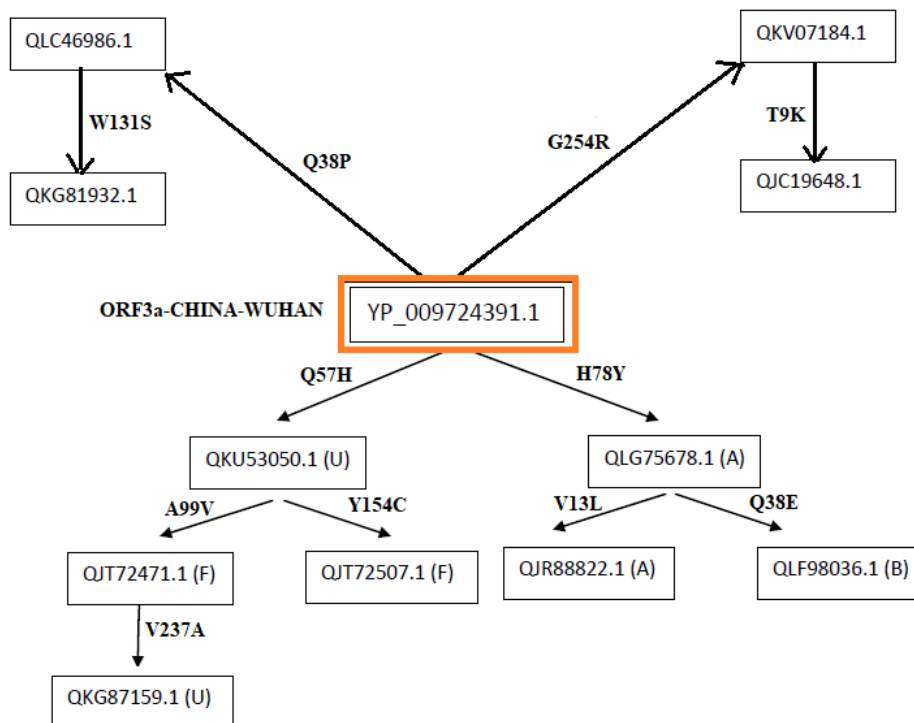 QLC46986.1
QKV07184.1
W131S
T9K
Q38P
G254R
QKG81932.1
QJC19648.1
ORF3a-CHINA-WUHAN
YP_009724391.1
Q57H
H78Y
QKU53050.1 (U)
QLG75678.1 (A)
A99V
Y154C
V13L
Q38E
QJT72471.1 (F)
QJT72507.1 (F)
QJR88822.1 (A)
QLF98036.1 (B)
V237A
QKG87159.1 (U)